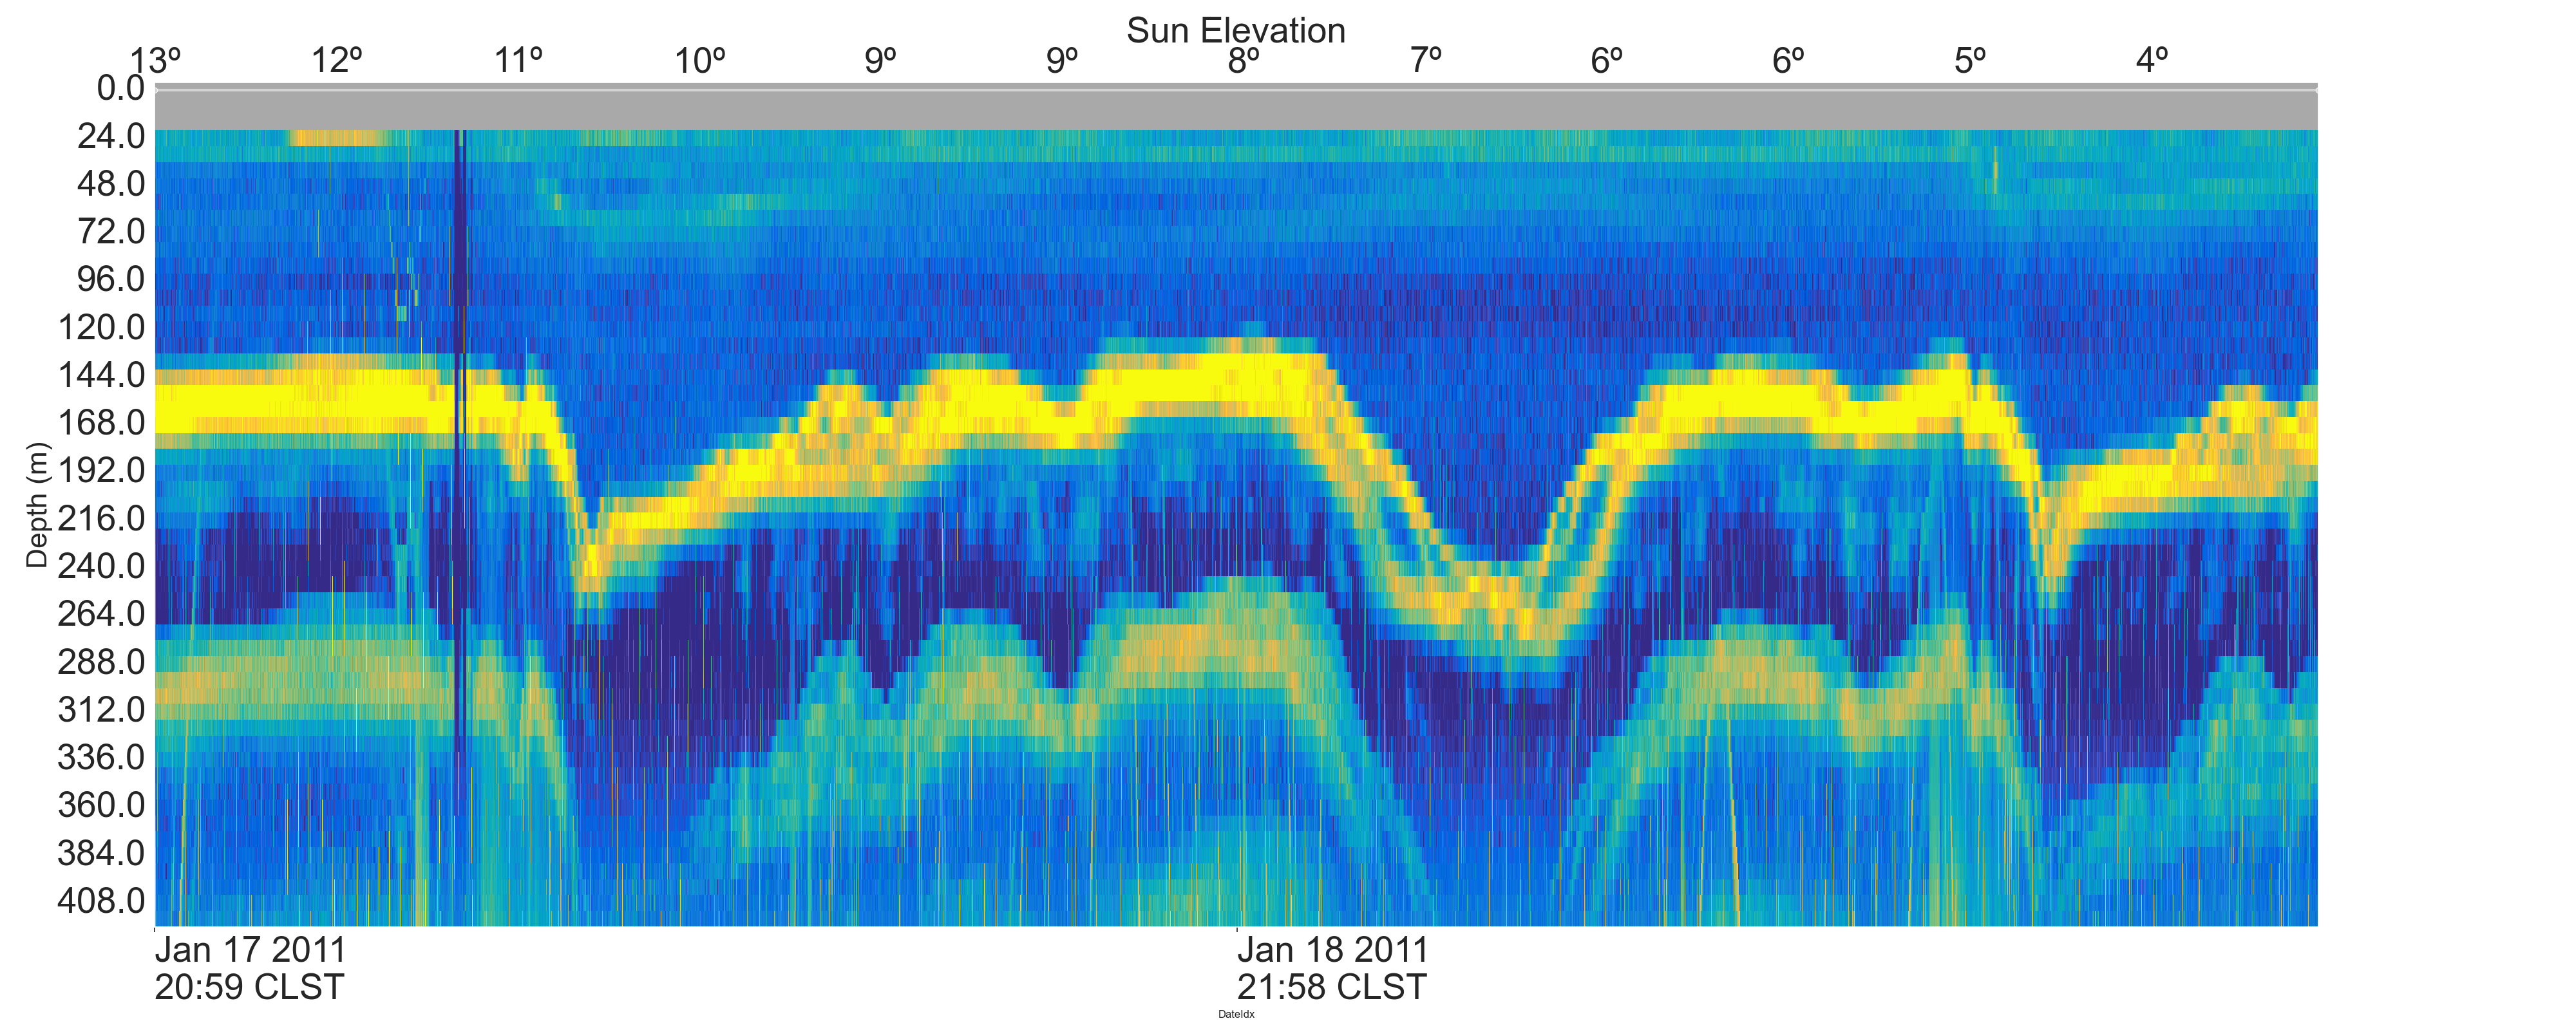 Sun Elevation
13º 12º 11º 10º 9º 9º 8º 7º 6º 6º 5º 4º
0.0
24.0
48.0
72.0
96.0
120.0
144.0
168.0
192.0
216.0
240.0
264.0
288.0
312.0
336.0
360.0
384.0
408.0
Depth (m)
Jan 17 2011
20:59 CLST
Jan 18 2011
21:58 CLST
DateIdx